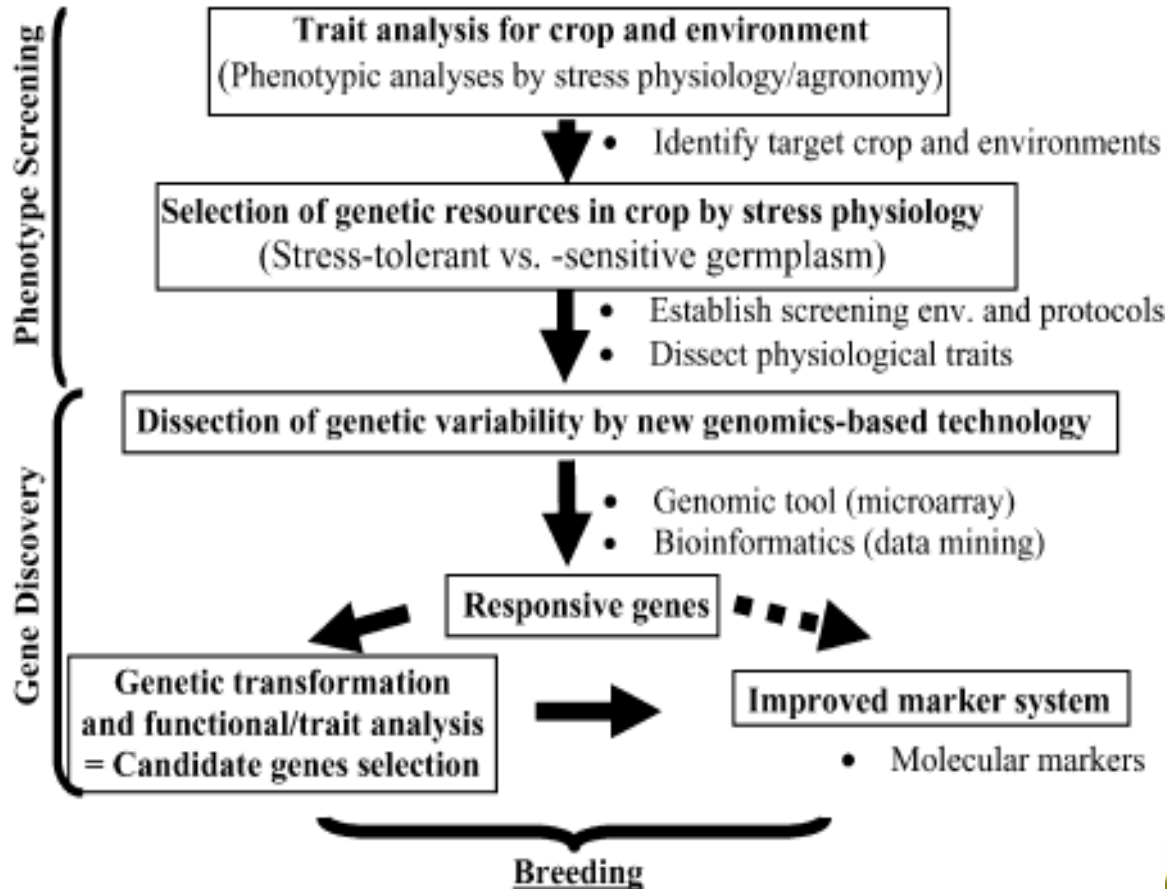 Phenotype Screening
Trait analysis for crop and environment
(Phenotypic analyses by stress physiology/agronomy)
• Identify target crop and environments
Selection of genetic resources in crop by stress physiology
(Stress-tolerant vs. -sensitive germplasm)
• Establish screening env. and protocols
• Dissect physiological traits
Gene Discovery
Dissection of genetic variability by new genomics-based technology
• Genomic tool (microarray)
• Bioinformatics (data mining)
Responsive genes
Genetic transformation
and functional/trait analysis
= Candidate genes selection
Improved marker system
• Molecular markers
Breeding